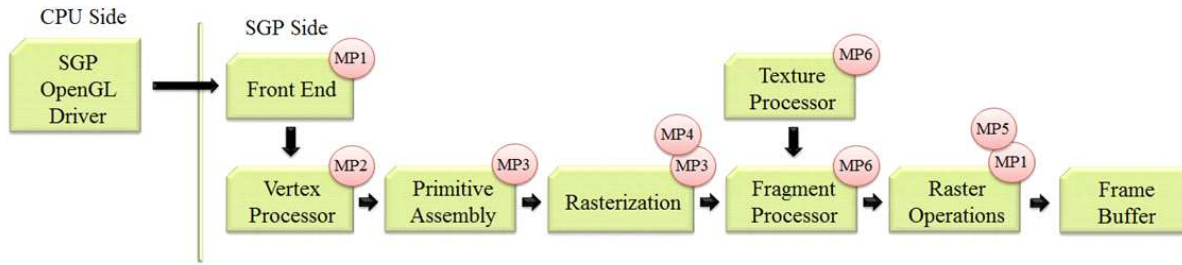 CPU Side
SGP Side
SGP
OpenGL
Driver
MP1
Front End
MP6
Texture
Processor
MP2
Vertex
Processor
MP3
Primitive
Assembly
MP4
MP3
Rasterization
MP6
Fragment
Processor
MP5
MP1
Raster
Operations
Frame
Buffer